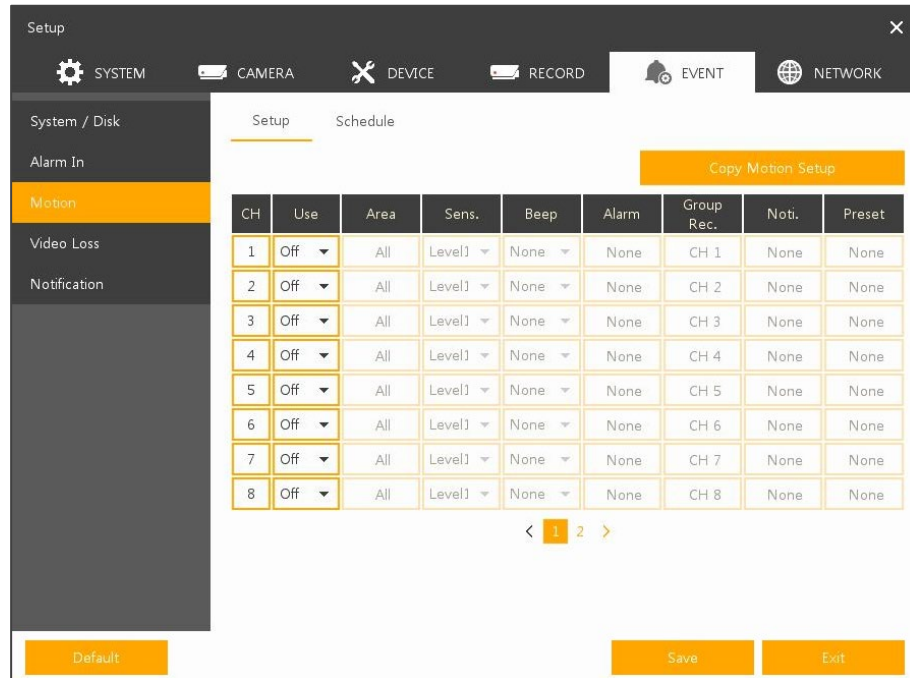 Setup
SYSTEM CAMERA DEVICE RECORD EVENT NETWORK
System / Disk
Alarm In
Motion
Video Loss
Notification
Setup Schedule
Copy Motion Setup
CH Use Area Sens. Beep Alarm Group Rec. Noti. Preset
1 Off All Level1 None None CH 1 None None
2 Off All Level1 None None CH 2 None None
3 Off All Level1 None None CH 3 None None
4 Off All Level1 None None CH 4 None None
5 Off All Level1 None None CH 5 None None
6 Off All Level1 None None CH 6 None None
7 Off All Level1 None None CH 7 None None
8 Off All Level1 None None CH 8 None None
1 2
Default Save Exit